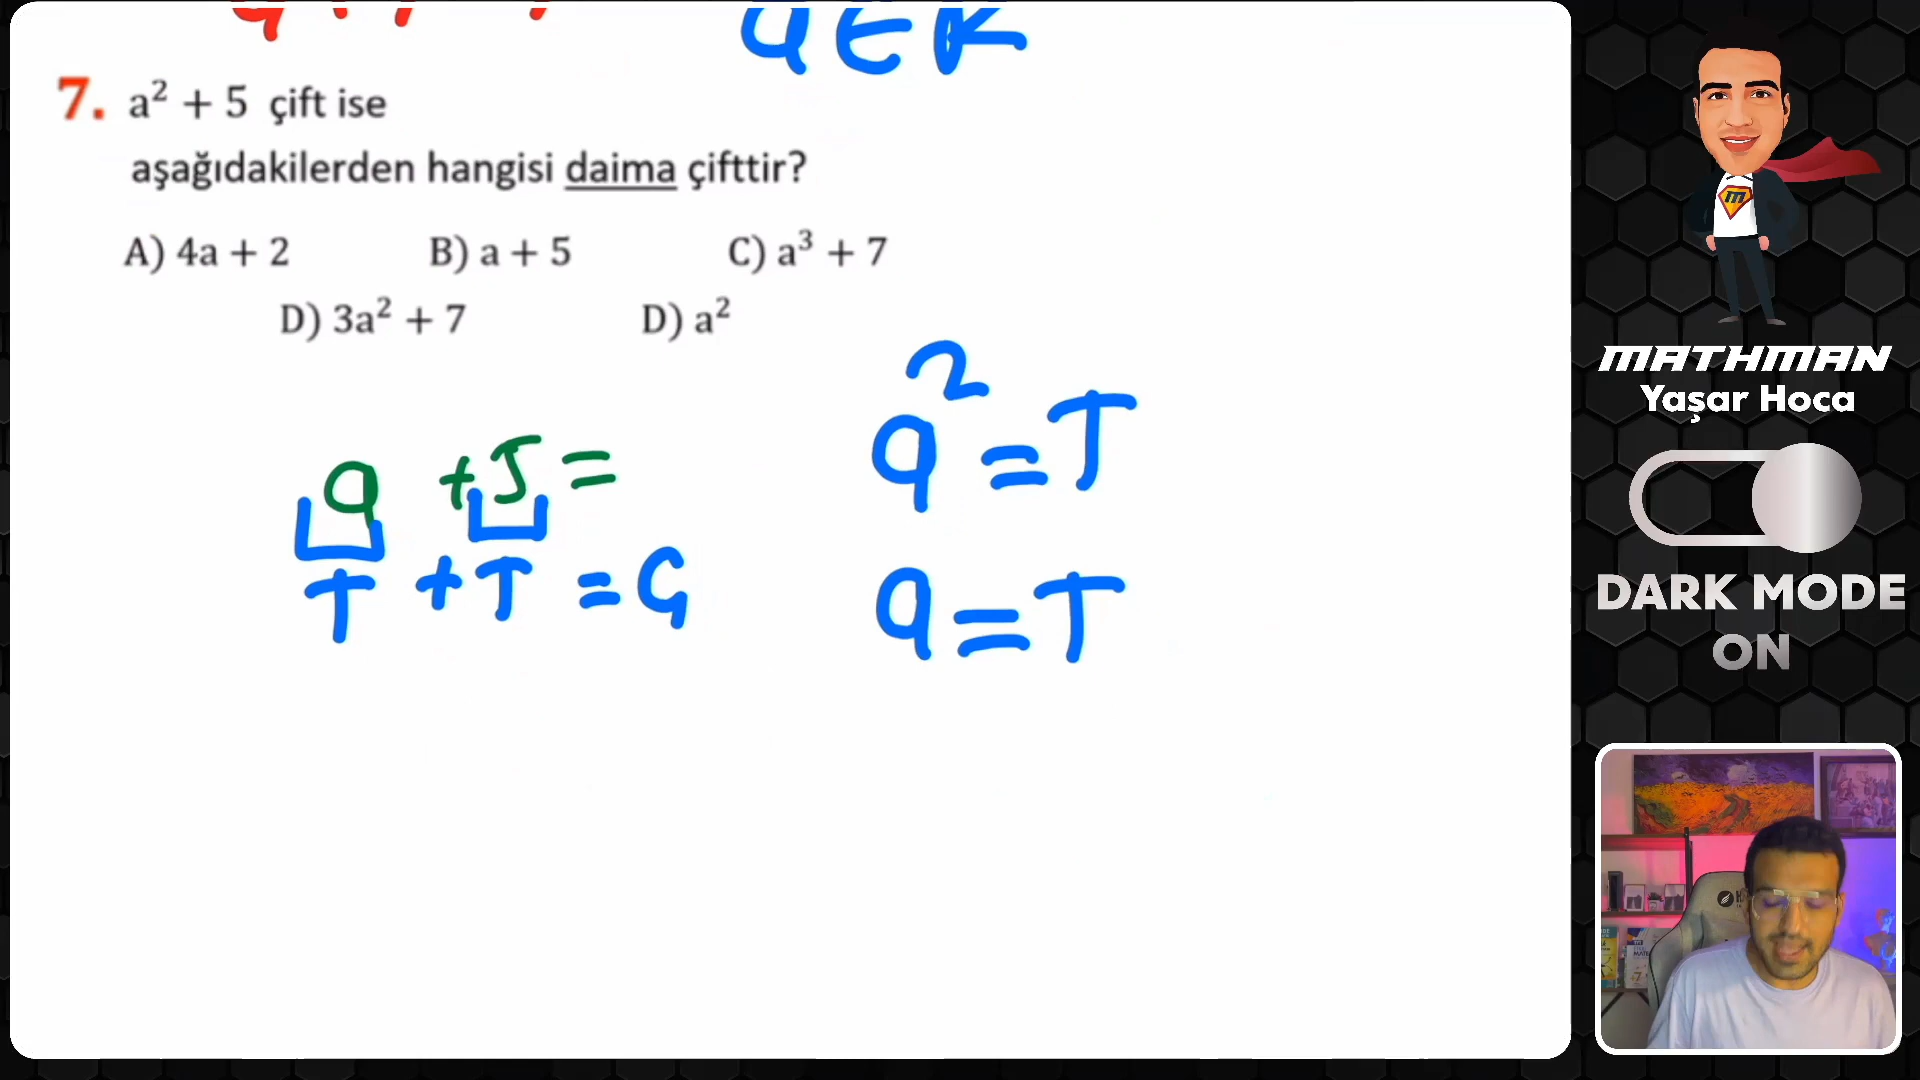 a ∈ R
7. a² + 5 çift ise
aşağıdakilerden hangisi daima çifttir?
A) 4a + 2 B) a + 5 C) a³ + 7
D) 3a² + 7 D) a²
a + 5 =
T + T = Ç
a² = T
a = T
MATHMAN
Yaşar Hoca
DARK MODE
ON